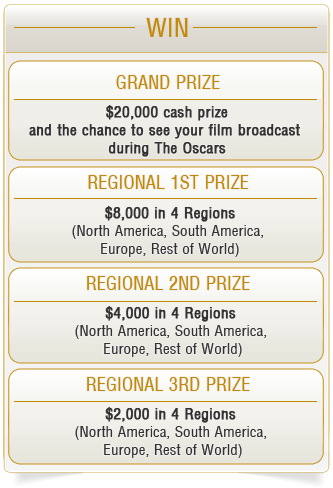 WIN
GRAND PRIZE
$20,000 cash prize
and the chance to see your film broadcast
during The Oscars
REGIONAL 1ST PRIZE
$8,000 in 4 Regions
(North America, South America,
Europe, Rest of World)
REGIONAL 2ND PRIZE
$4,000 in 4 Regions
(North America, South America,
Europe, Rest of World)
REGIONAL 3RD PRIZE
$2,000 in 4 Regions
(North America, South America,
Europe, Rest of World)